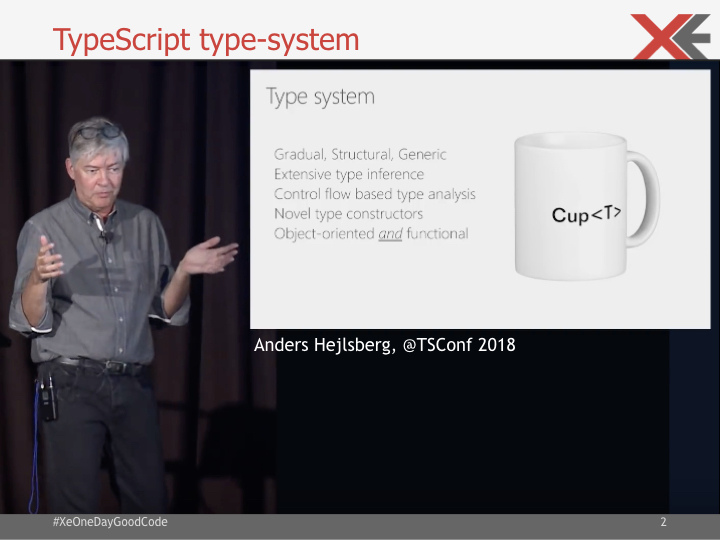 TypeScript type-system
XE
Type system
Gradual, Structural, Generic
Extensive type inference
Control flow based type analysis
Novel type constructors
Object-oriented and functional
Cup<T>
Anders Hejlsberg, @TSConf 2018
#XeOneDayGoodCode
2